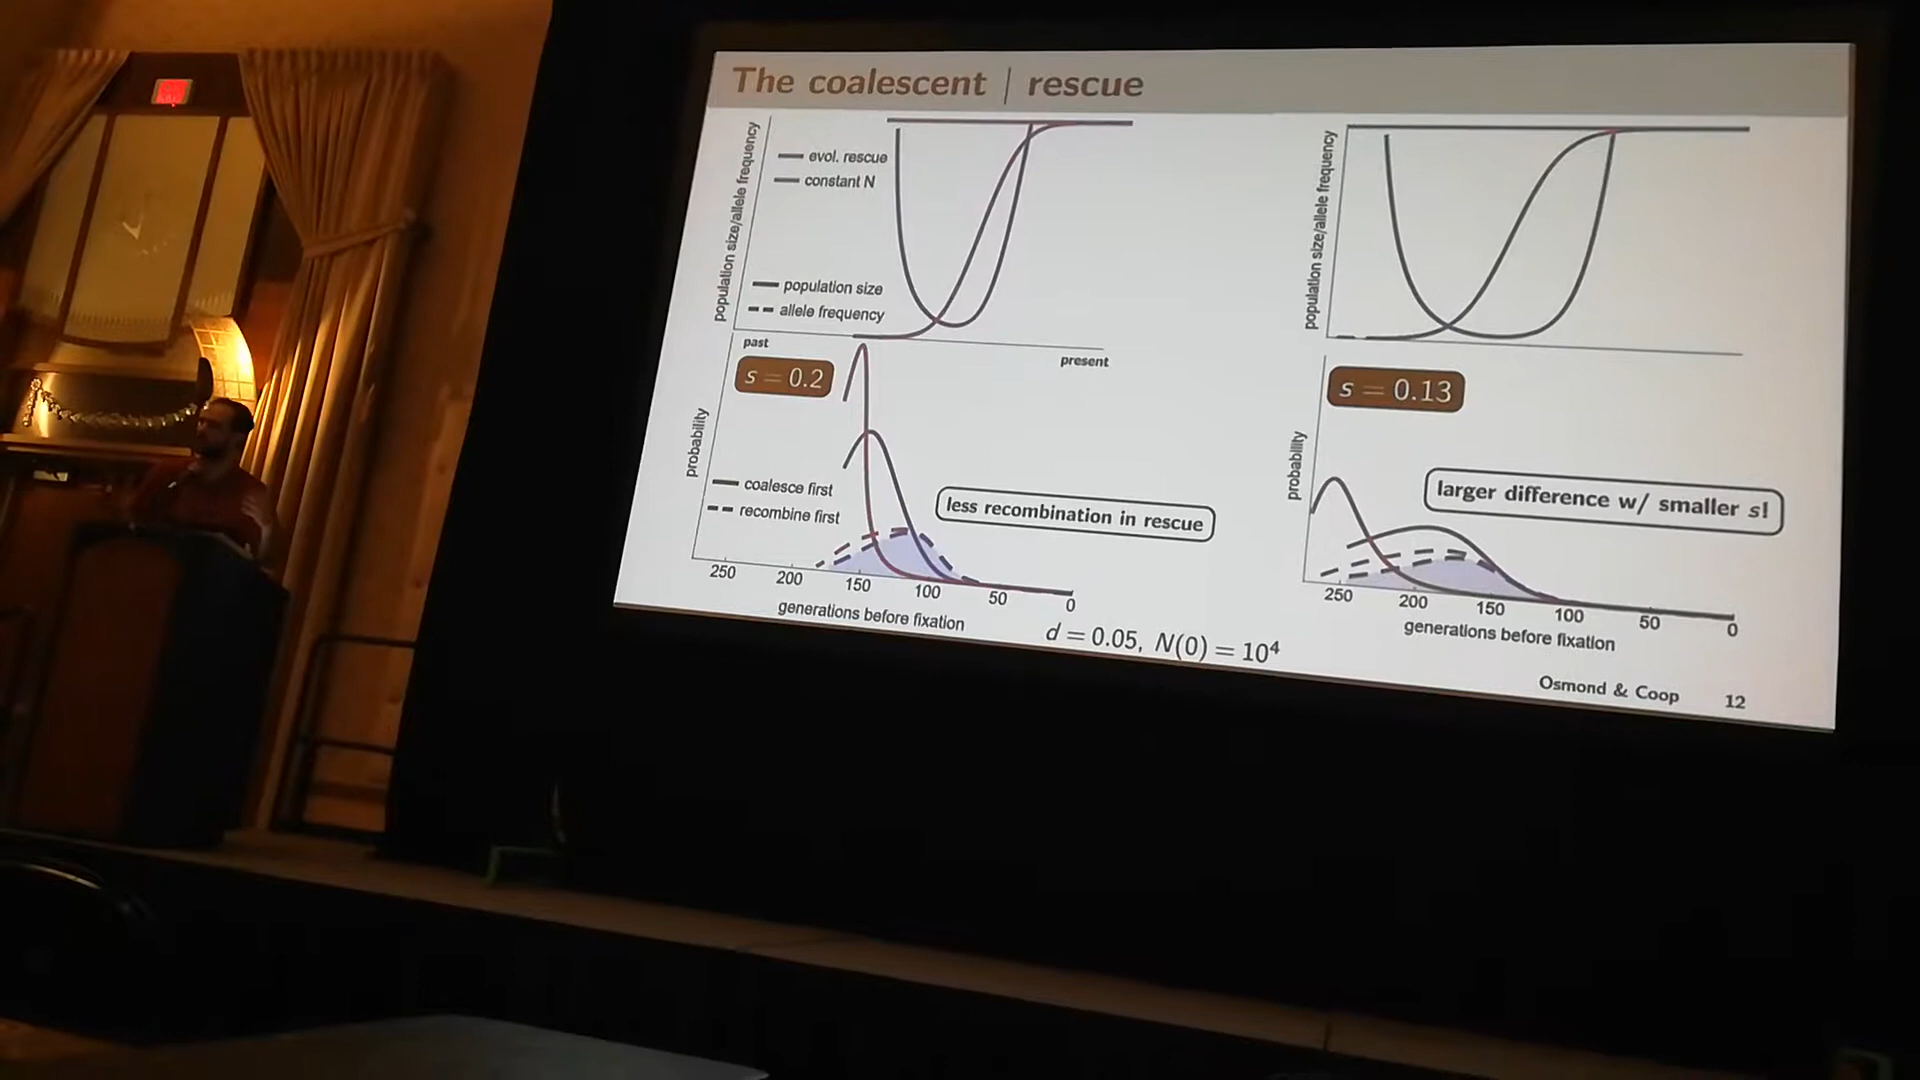 The coalescent | rescue
population size/allele frequency
evol. rescue
constant N
population size
allele frequency
past
present
s = 0.2
probability
coalesce first
recombine first
less recombination in rescue
250 200 150 100 50 0
generations before fixation
population size/allele frequency
s = 0.13
probability
larger difference w/ smaller s!
250 200 150 100 50 0
generations before fixation
d = 0.05, N(0) = 10⁴
Osmond & Coop 12